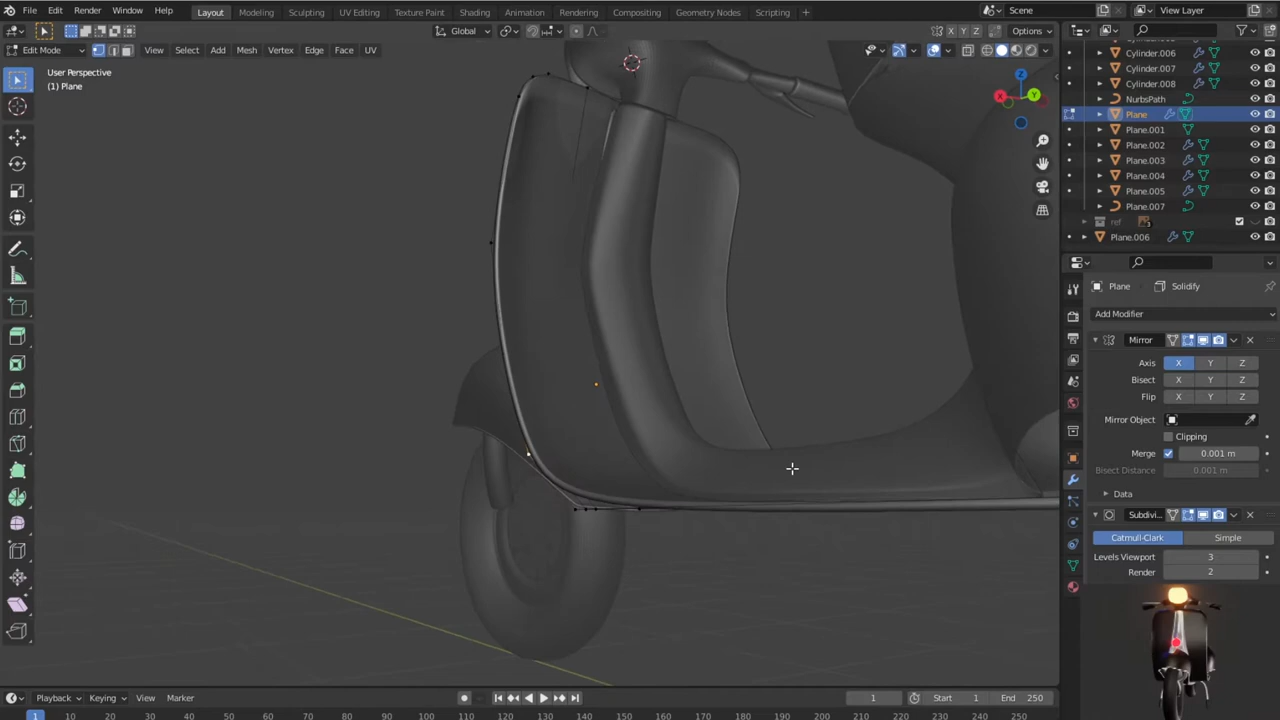 File Edit Render Window Help Layout Modeling Sculpting UV Editing Texture Paint Shading Animation Rendering Compositing Geometry Nodes Scripting + Scene View Layer
Global Options
Edit Mode View Select Add Mesh Vertex Edge Face UV X Y Z
User Perspective
(1) Plane
Cylinder.006
Cylinder.007
Cylinder.008
NurbsPath
Plane
Plane.001
Plane.002
Plane.003
Plane.004
Plane.005
Plane.007
ref
Plane.006
Z
X
Y
Plane Solidify
Add Modifier
Mirror
Axis X Y Z
Bisect X Y Z
Flip X Y Z
Mirror Object
Clipping
Merge 0.001 m
Bisect Distance 0.001 m
Data
Subdivi...
Catmull-Clark Simple
Levels Viewport 3
Render 2
Playback Keying View Marker 1 Start 1 End 250
1 10 20 30 40 50 60 70 80 90 100 110 120 130 140 150 160 170 180 190 200 210 220 230 240 250